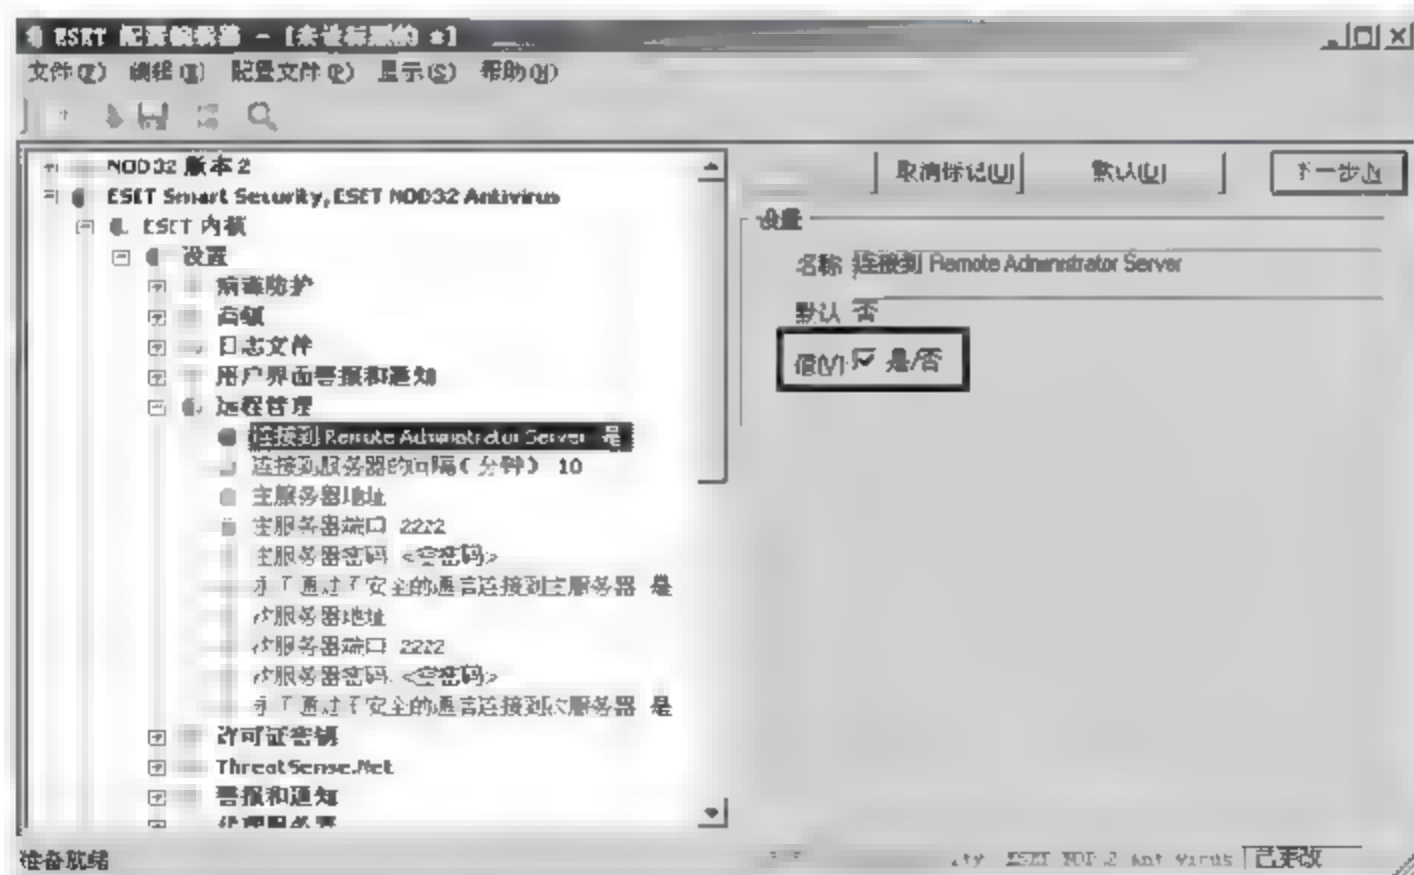 ESET 配置编辑器 - [未被标题的 *]
文件(F) 编辑(E) 配置文件(P) 显示(S) 帮助(H)
NOD32 版本 2
ESET Smart Security, ESET NOD32 Antivirus
ESET 内核
设置
病毒防护
高级
日志文件
用户界面警报和通知
远程管理
连接到 Remote Administrator Server 是
连接到服务器的间隔(分钟) 10
主服务器地址
主服务器端口 2222
主服务器密码 <空密码>
通过 安全的通信连接到主服务器 是
次服务器地址
次服务器端口 2222
次服务器密码 <空密码>
通过 安全的通信连接到次服务器 是
许可证密钥
ThreatSense.Net
警报和通知
代理服务器
取消标记(U) 默认(D) 下一步(N)
设置
名称 连接到 Remote Administrator Server
默认 否
值(V) 是/否
准备就绪
ESET NOD32 Antivirus 已更改